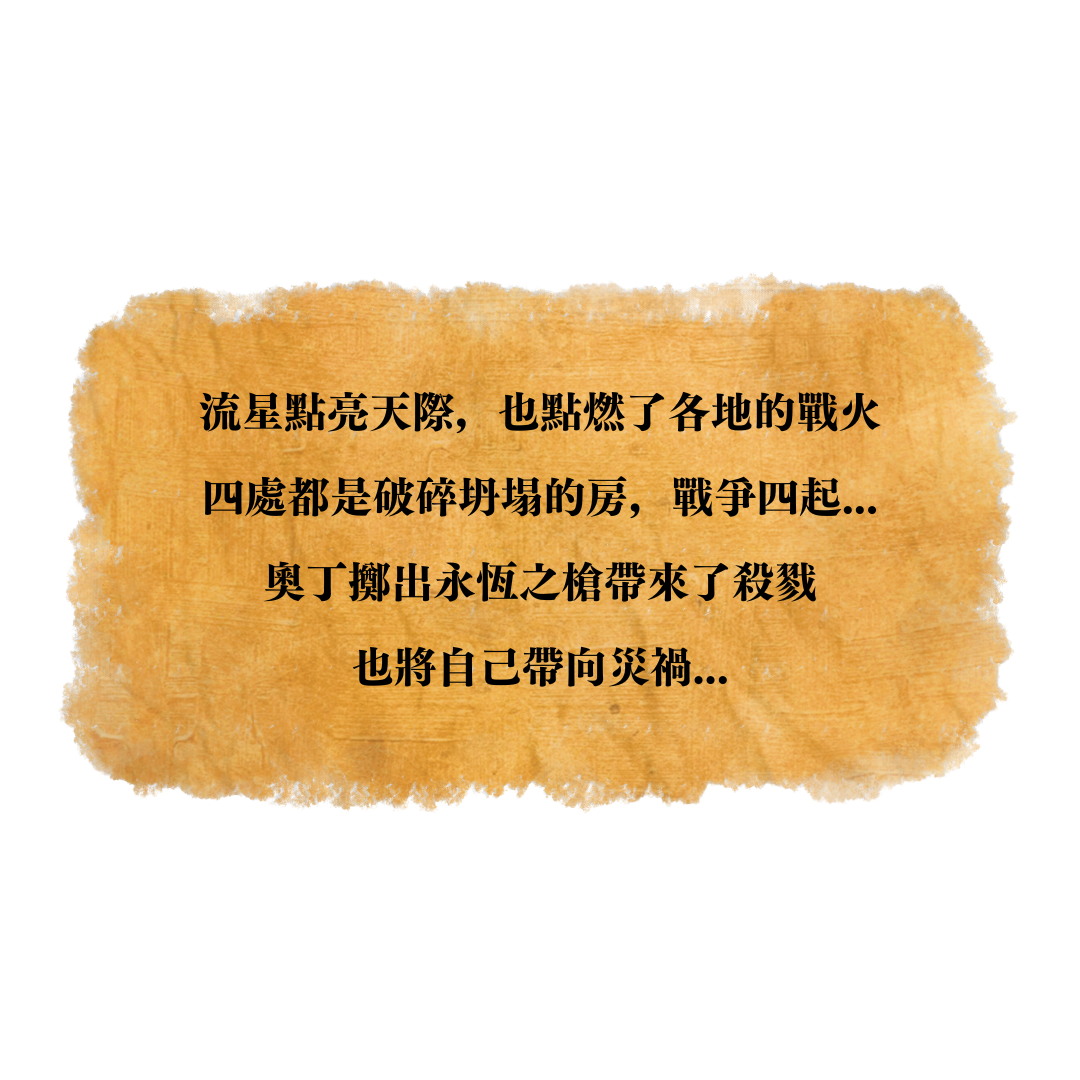 流星點亮天際，也點燃了各地的戰火
四處都是破碎坍塌的房，戰爭四起...
奧丁擲出永恆之槍帶來了殺戮
也將自己帶向災禍...